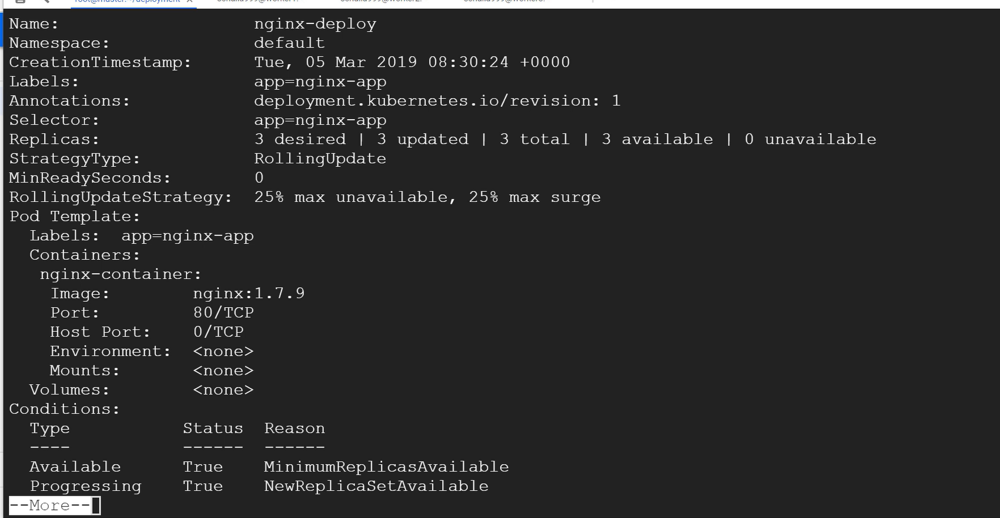 root@master: ~/deployment
Name: nginx-deploy
Namespace: default
CreationTimestamp: Tue, 05 Mar 2019 08:30:24 +0000
Labels: app=nginx-app
Annotations: deployment.kubernetes.io/revision: 1
Selector: app=nginx-app
Replicas: 3 desired | 3 updated | 3 total | 3 available | 0 unavailable
StrategyType: RollingUpdate
MinReadySeconds: 0
RollingUpdateStrategy: 25% max unavailable, 25% max surge
Pod Template:
Labels: app=nginx-app
Containers:
nginx-container:
Image: nginx:1.7.9
Port: 80/TCP
Host Port: 0/TCP
Environment: <none>
Mounts: <none>
Volumes: <none>
Conditions:
Type Status Reason
---- ------ ------
Available True MinimumReplicasAvailable
Progressing True NewReplicaSetAvailable
--More--